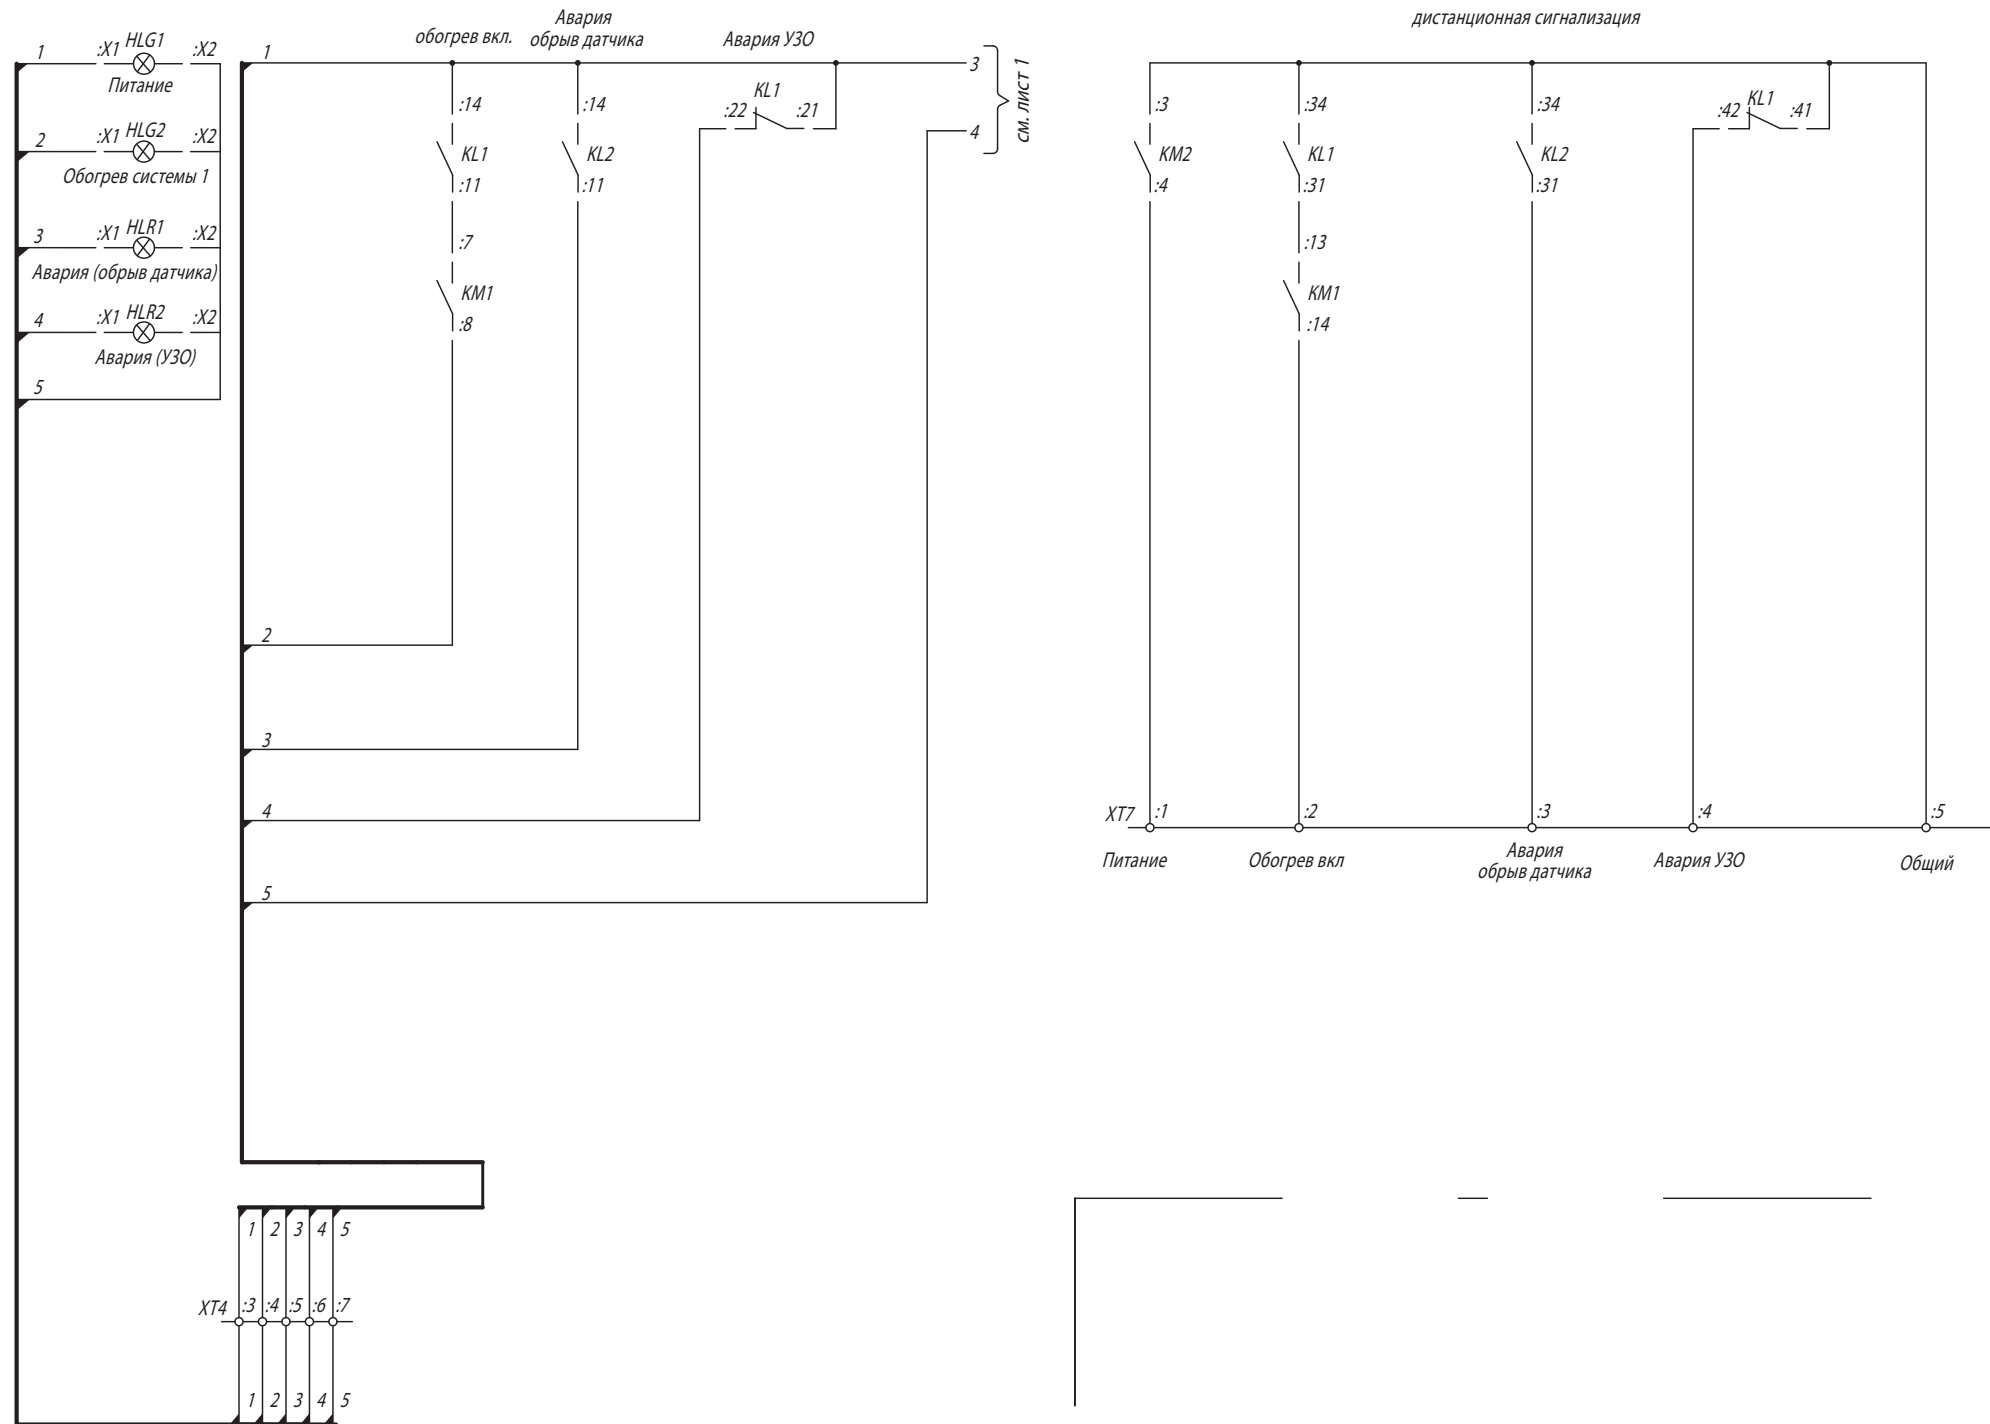 1
:X1
HLG1
:X2
Питание
2
:X1
HLG2
:X2
Обогрев системы 1
3
:X1
HLR1
:X2
Авария (обрыв датчика)
4
:X1
HLR2
:X2
Авария (УЗО)
5
1
обогрев вкл.
Авария
обрыв датчика
Авария УЗО
3
4
см. лист 1
:14
KL1
:11
:7
KM1
:8
:14
KL2
:11
:22
KL1
:21
2
3
4
5
дистанционная сигнализация
:3
KM2
:4
:34
KL1
:31
:13
KM1
:14
:34
KL2
:31
:42
KL1
:41
XT7
:1
:2
:3
:4
:5
Питание
Обогрев вкл
Авария
обрыв датчика
Авария УЗО
Общий
1 2 3 4 5
XT4 :3 :4 :5 :6 :7
1 2 3 4 5